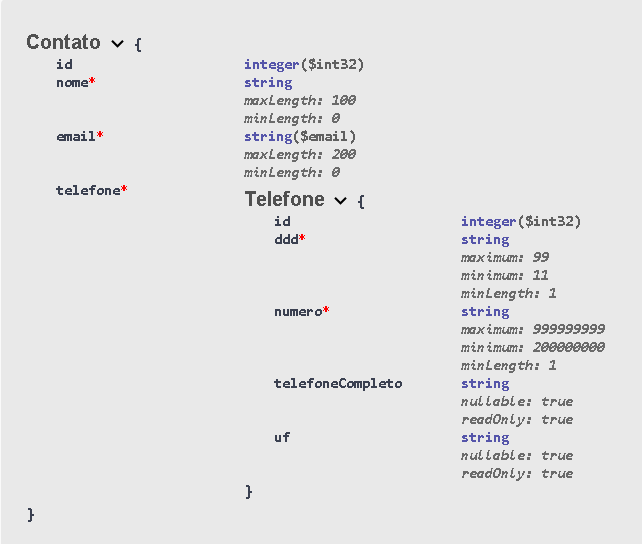 Contato {
id integer($int32)
nome* string
maxLength: 100
minLength: 0
email* string($email)
maxLength: 200
minLength: 0
telefone*
Telefone {
id integer($int32)
ddd* string
maximum: 99
minimum: 11
minLength: 1
numero* string
maximum: 999999999
minimum: 200000000
minLength: 1
telefoneCompleto string
nullable: true
readOnly: true
uf string
nullable: true
readOnly: true
}
}